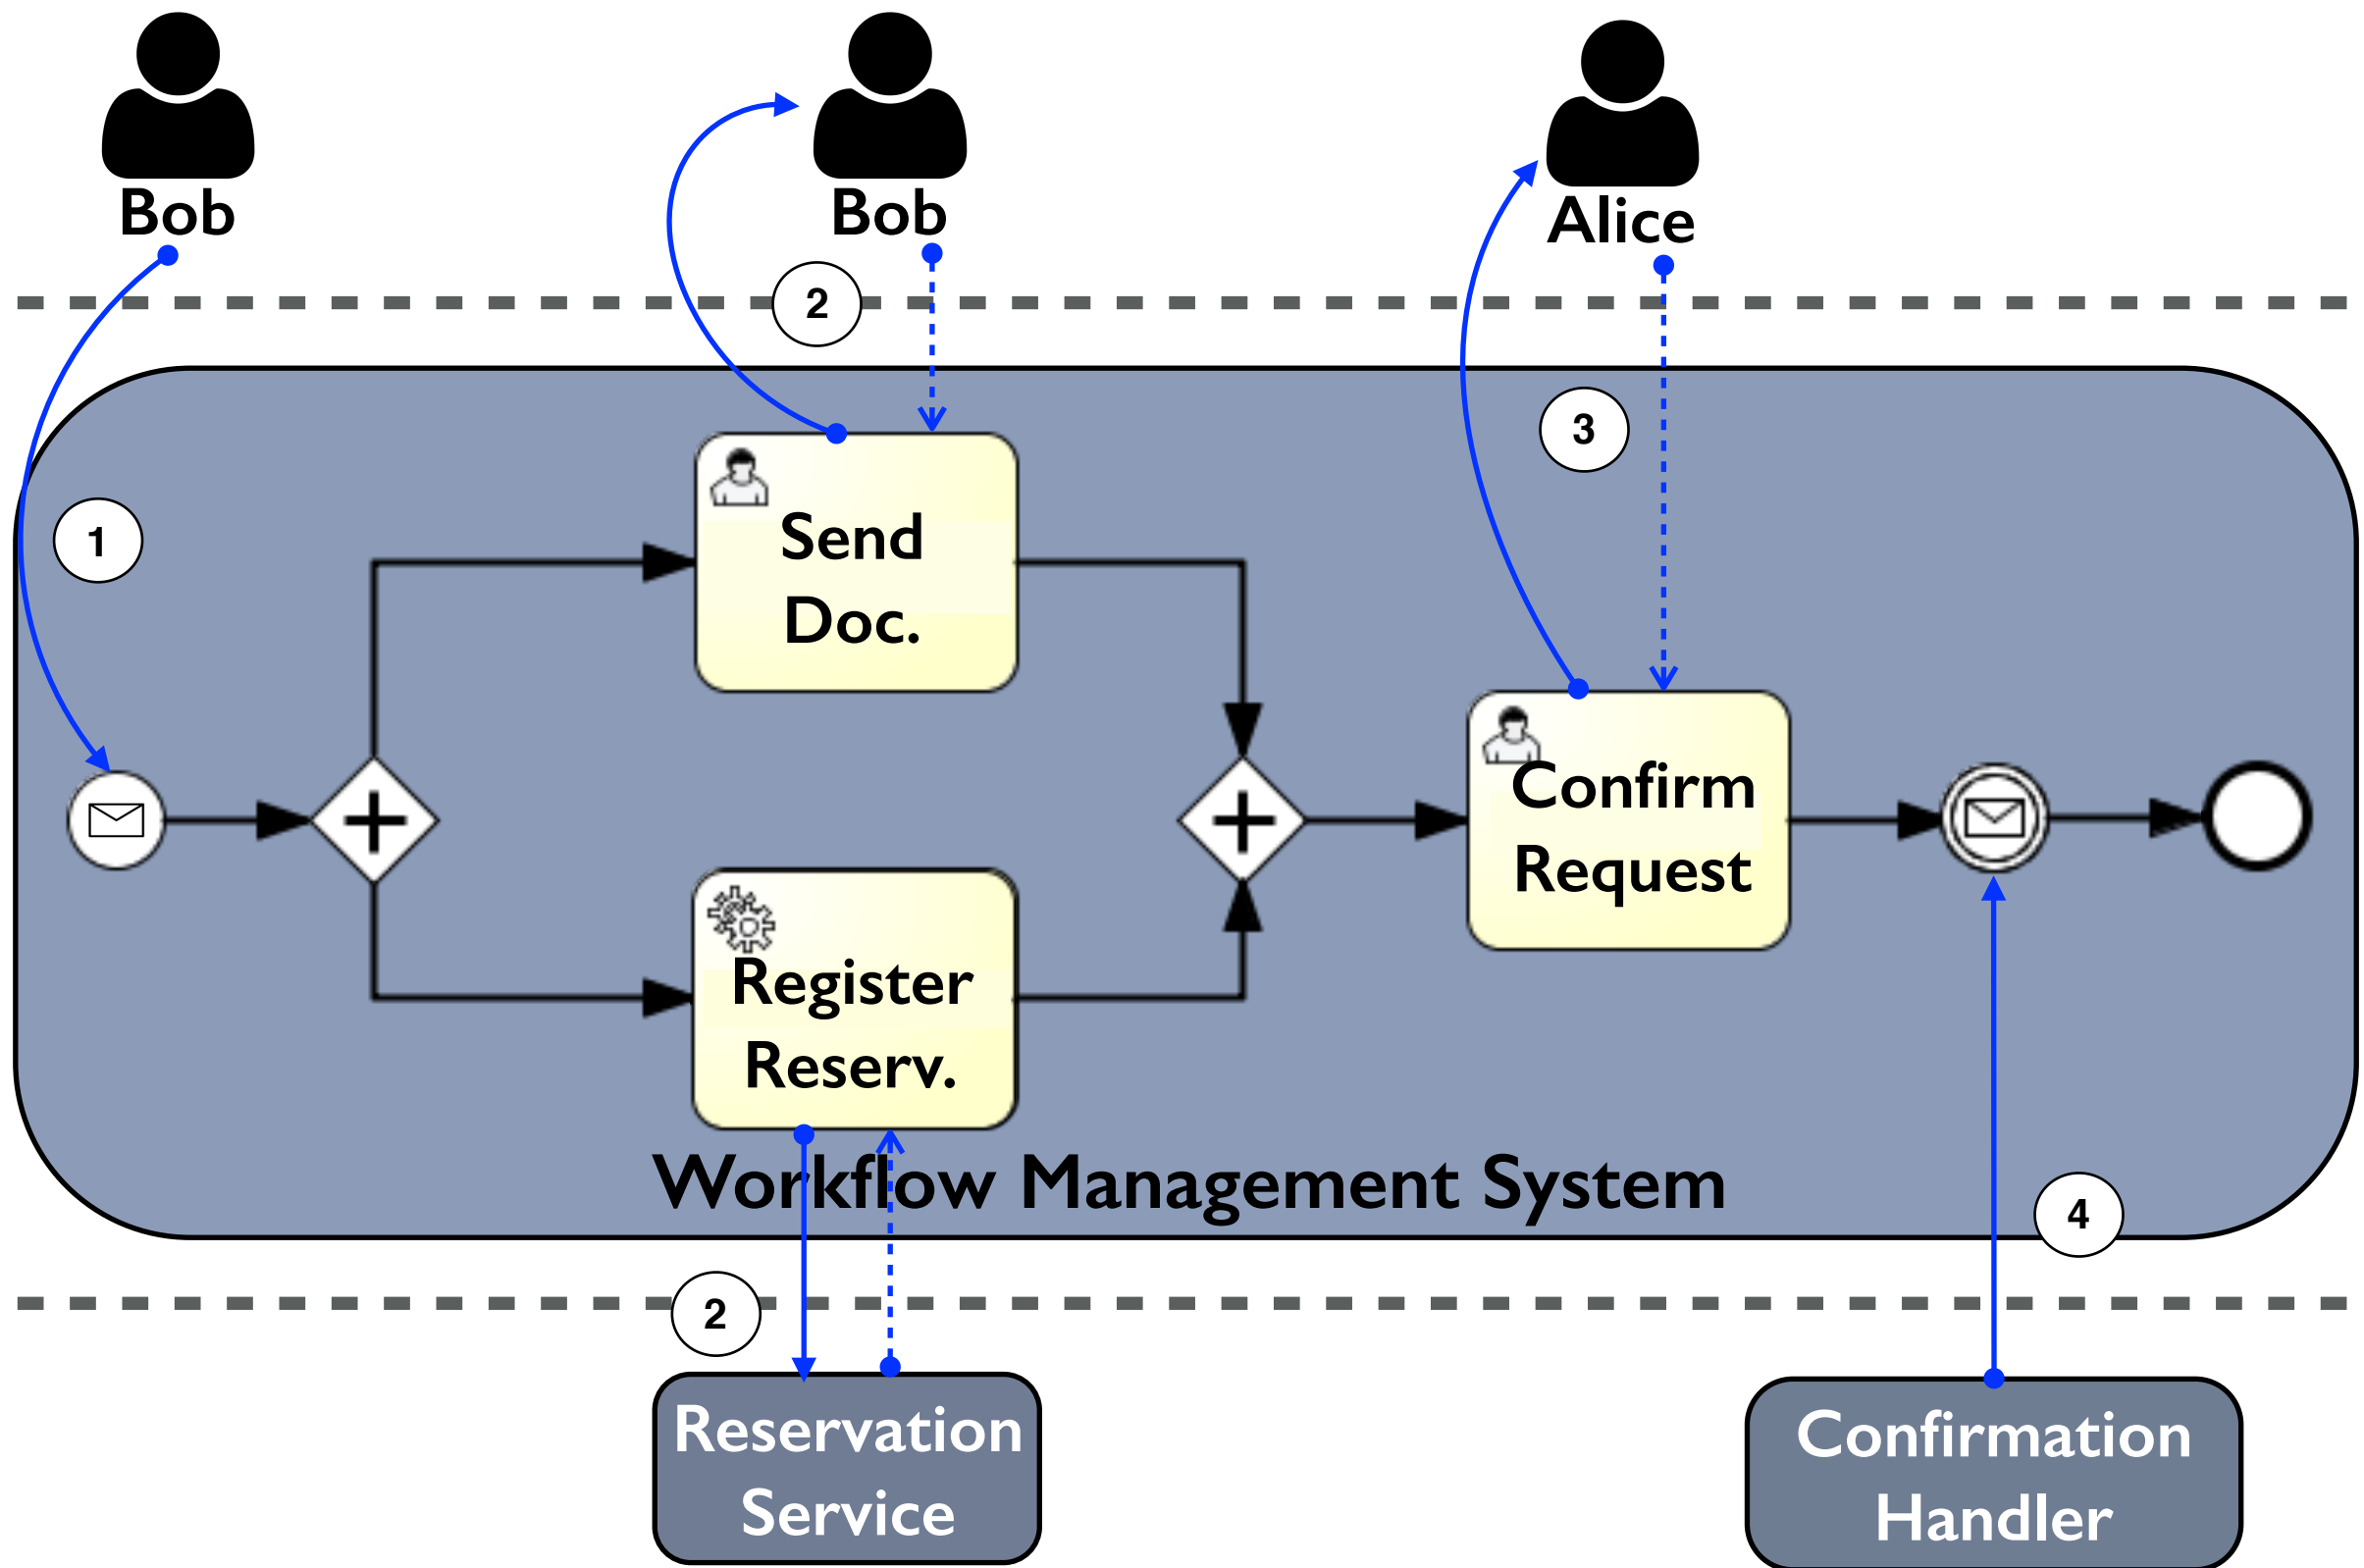 Bob
Bob
Alice
2
3
1
Send
Doc.
Confirm
Request
Register
Reserv.
Workflow Management System
4
2
Reservation
Service
Confirmation
Handler